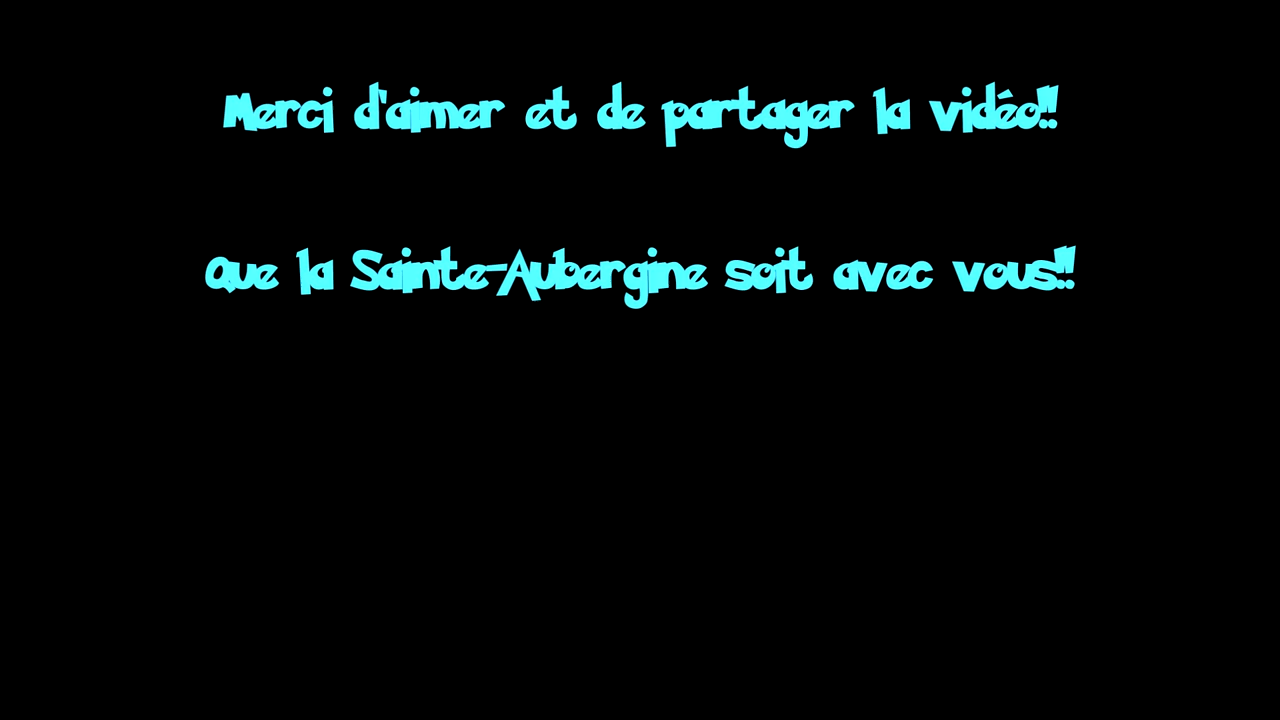 Merci d'aimer et de partager la vidéo!!
Que la Sainte-Aubergine soit avec vous!!